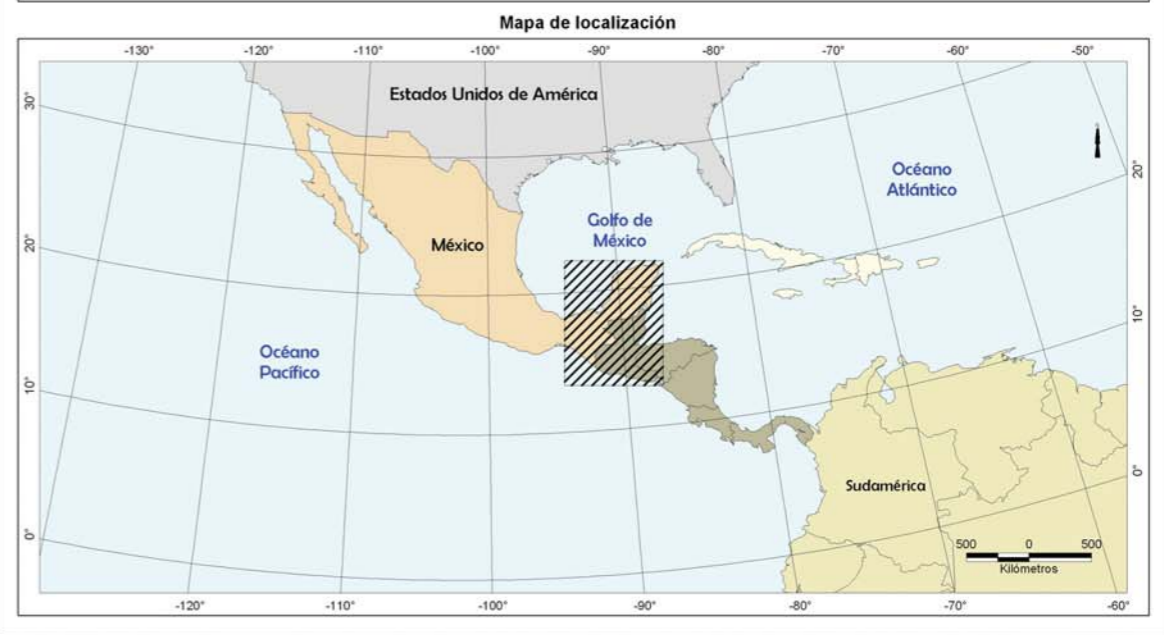 Mapa de localización
-130° -120° -110° -100° -90° -80° -70° -60° -50°
Estados Unidos de América
30°
Océano
Atlántico
20°
Golfo de
México
México
20°
10°
Océano
Pacífico
10°
0°
Sudamérica
500 0 500
Kilómetros
0°
-120° -110° -100° -90° -80° -70° -60°